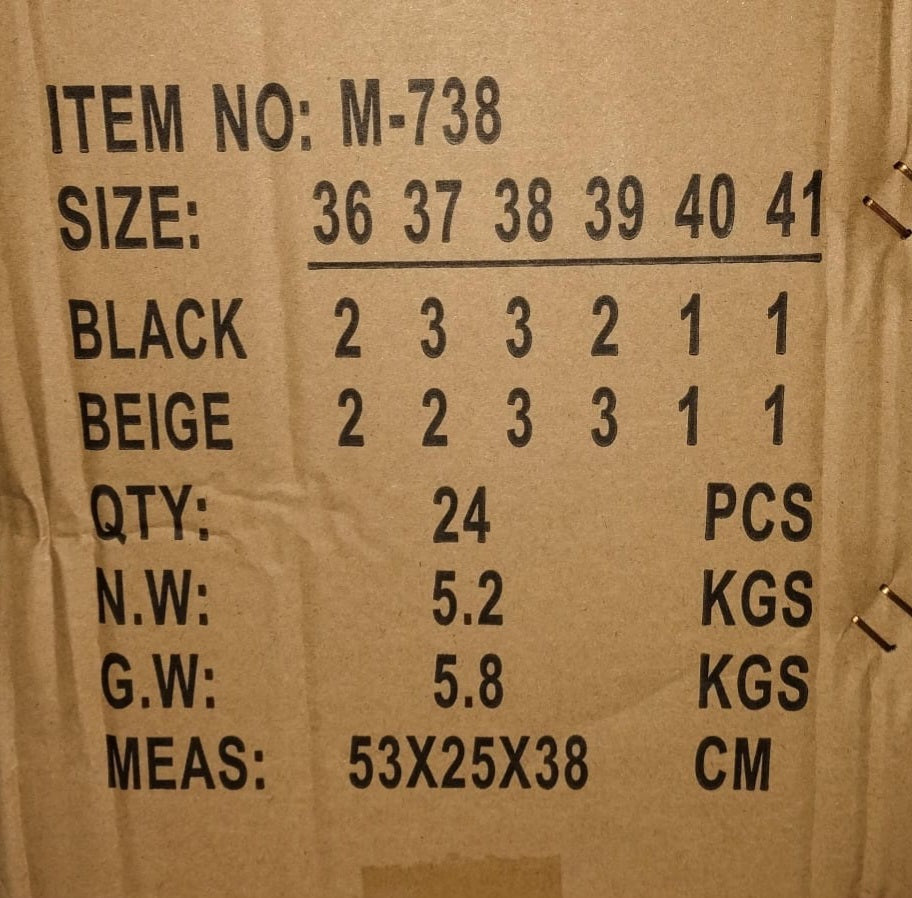 ITEM NO: M-738
SIZE: 36 37 38 39 40 41
BLACK 2 3 3 2 1 1
BEIGE 2 2 3 3 1 1
QTY: 24 PCS
N.W: 5.2 KGS
G.W: 5.8 KGS
MEAS: 53X25X38 CM